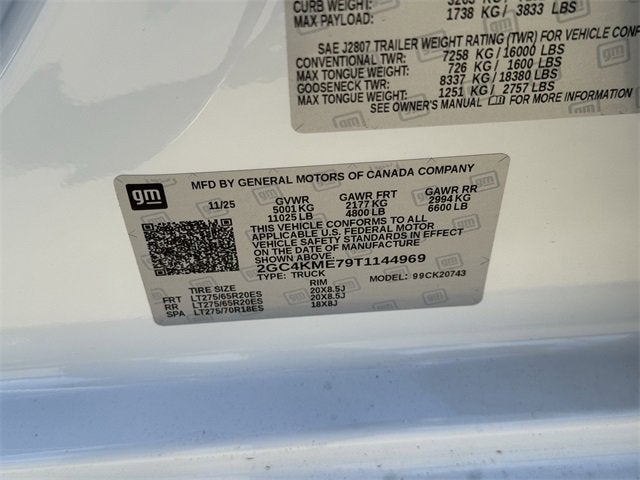 CURB WEIGHT:
MAX PAYLOAD: 1738 KG / 3833 LBS
SAE J2807 TRAILER WEIGHT RATING (TWR) FOR VEHICLE CONF
CONVENTIONAL TWR: 7258 KG / 16000 LBS
MAX TONGUE WEIGHT: 726 KG / 1600 LBS
GOOSENECK TWR: 8337 KG / 18380 LBS
MAX TONGUE WEIGHT: 1251 KG / 2757 LBS
SEE OWNER'S MANUAL FOR MORE INFORMATION
gm
MFD BY GENERAL MOTORS OF CANADA COMPANY
11/25 GVWR GAWR FRT GAWR RR
5001 KG 2177 KG 2994 KG
11025 LB 4800 LB 6600 LB
THIS VEHICLE CONFORMS TO ALL
APPLICABLE U.S. FEDERAL MOTOR
VEHICLE SAFETY STANDARDS IN EFFECT
ON THE DATE OF MANUFACTURE
SHOWN ABOVE.
2GC4KME79T1144969
TYPE: TRUCK MODEL: 99CK20743
TIRE SIZE RIM
FRT LT275/65R20ES 20X8.5J
RR LT275/65R20ES 20X8.5J
SPA LT275/70R18ES 18X8J